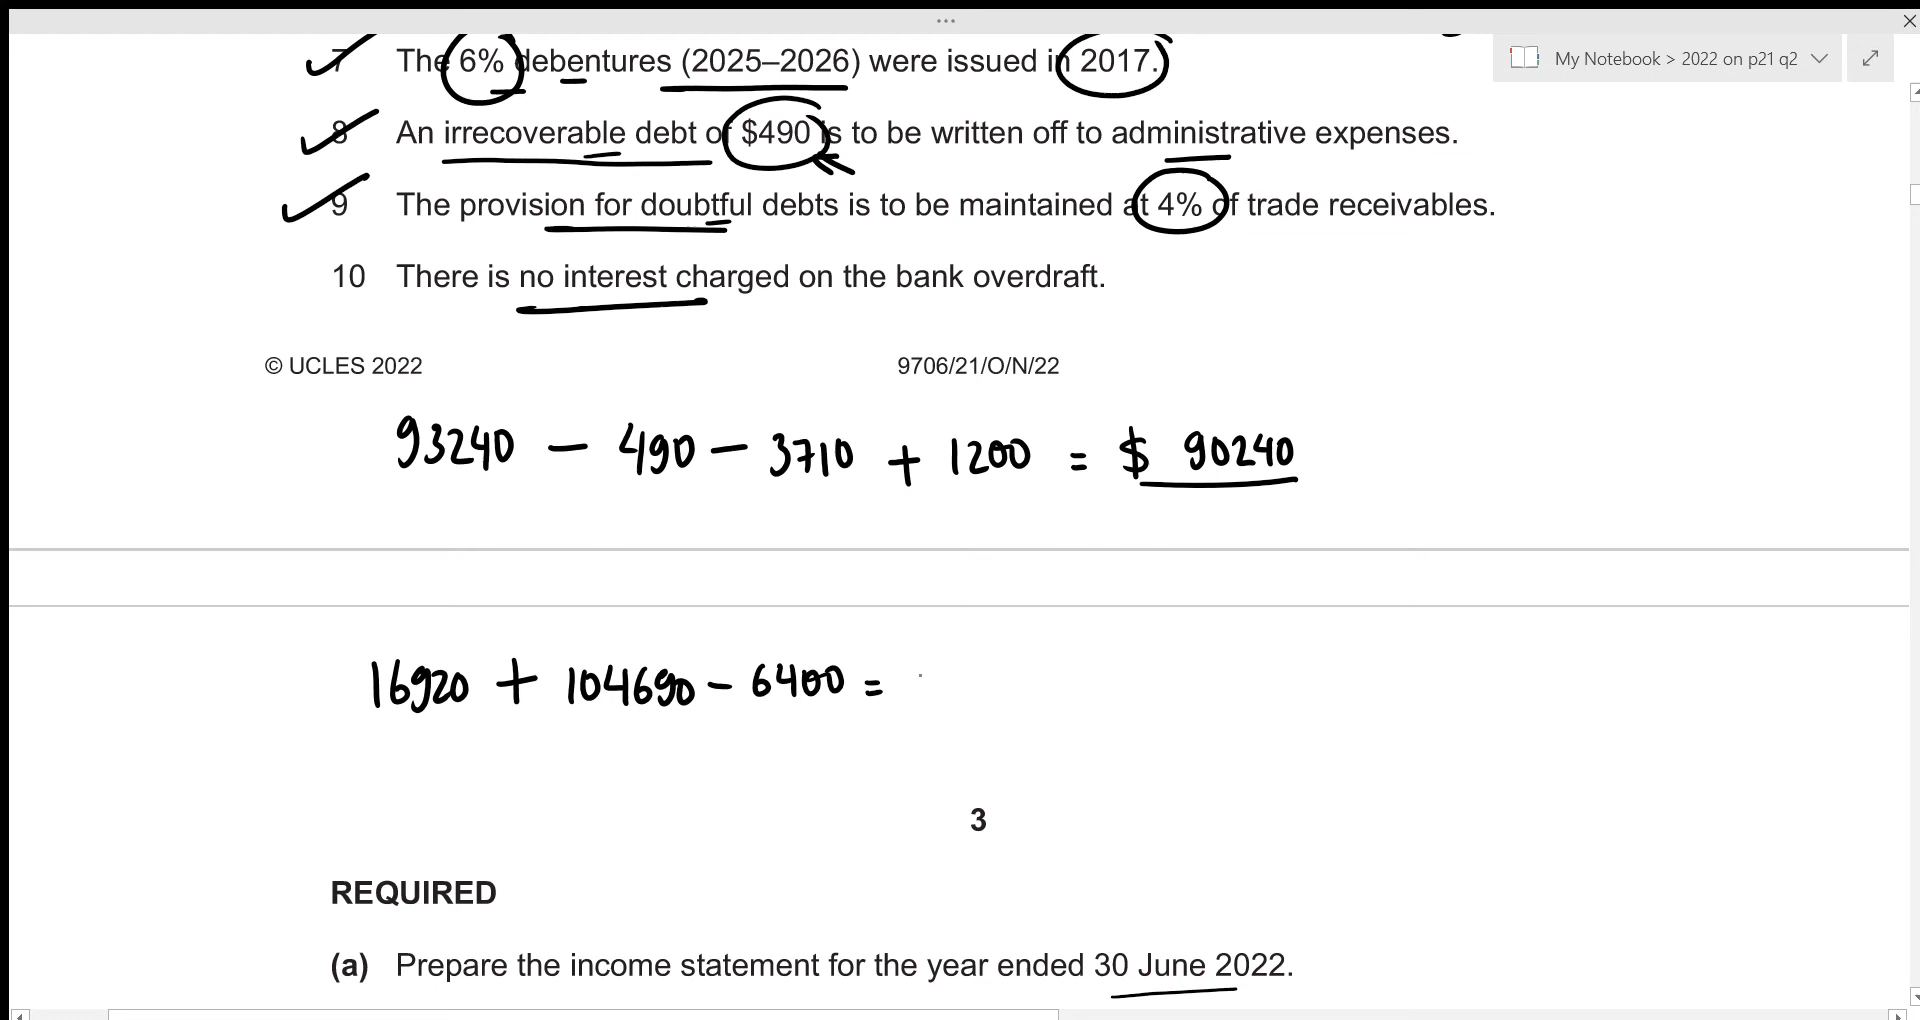 My Notebook > 2022 on p21 q2
7 The 6% debentures (2025–2026) were issued in 2017.
8 An irrecoverable debt of $490 is to be written off to administrative expenses.
9 The provision for doubtful debts is to be maintained at 4% of trade receivables.
10 There is no interest charged on the bank overdraft.
© UCLES 2022 9706/21/O/N/22
93240 – 490 – 3710 + 1200 = $ 90240
16920 + 104690 – 6400 =
3
REQUIRED
(a) Prepare the income statement for the year ended 30 June 2022.